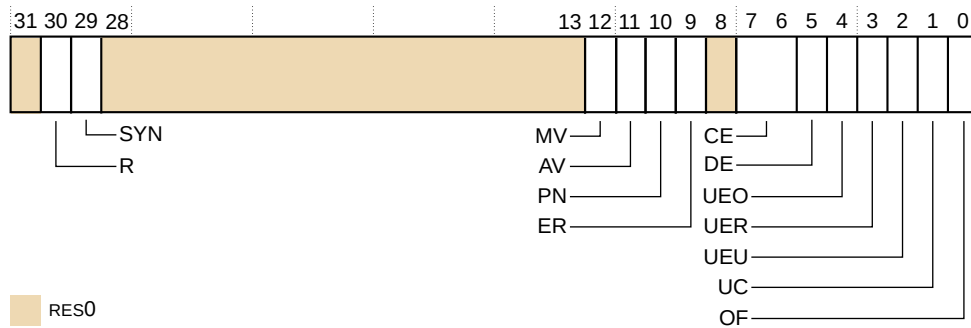 31 30 29 28 13 12 11 10 9 8 7 6 5 4 3 2 1 0
SYN MV CE
R AV DE
PN UEO
ER UER
UEU
UC
RES0
OF